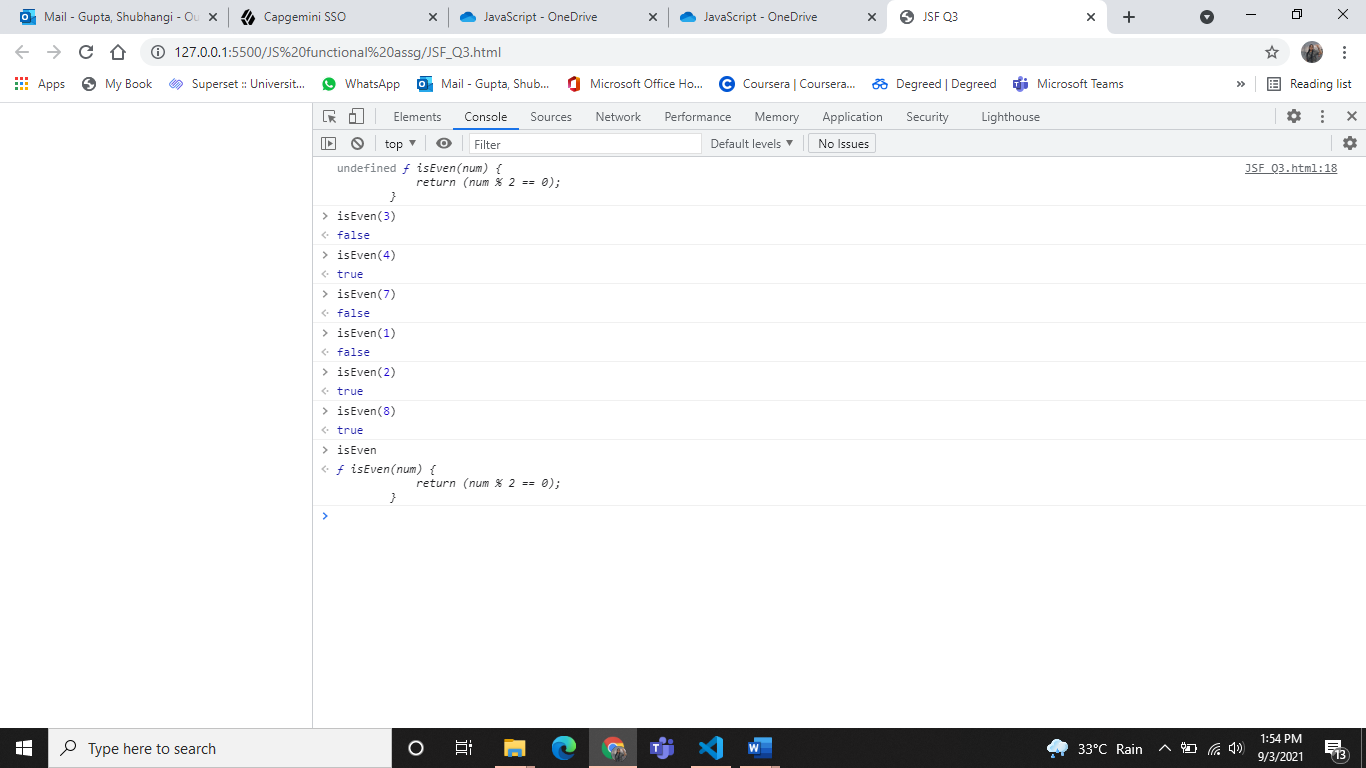 Mail - Gupta, Shubhangi - Ou
Capgemini SSO
JavaScript - OneDrive
JavaScript - OneDrive
JSF Q3
127.0.0.1:5500/JS%20functional%20assg/JSF_Q3.html
Apps
My Book
Superset :: Universit...
WhatsApp
Mail - Gupta, Shub...
Microsoft Office Ho...
Coursera | Coursera...
Degreed | Degreed
Microsoft Teams
»
Reading list
Elements
Console
Sources
Network
Performance
Memory
Application
Security
Lighthouse
top
Filter
Default levels
No Issues
undefined ƒ isEven(num) {
JSF Q3.html:18
return (num % 2 == 0);
}
isEven(3)
false
isEven(4)
true
isEven(7)
false
isEven(1)
false
isEven(2)
true
isEven(8)
true
isEven
ƒ isEven(num) {
return (num % 2 == 0);
}
Type here to search
33°C Rain
1:54 PM
9/3/2021
13